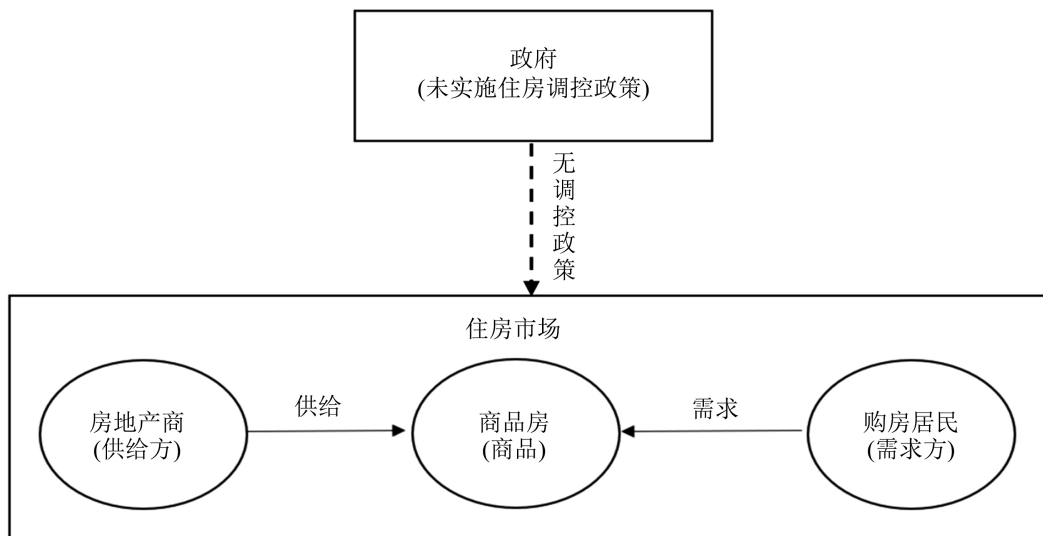 政府
(未实施住房调控政策)
无调控政策
住房市场
房地产商
(供给方)
供给
商品房
(商品)
需求
购房居民
(需求方)